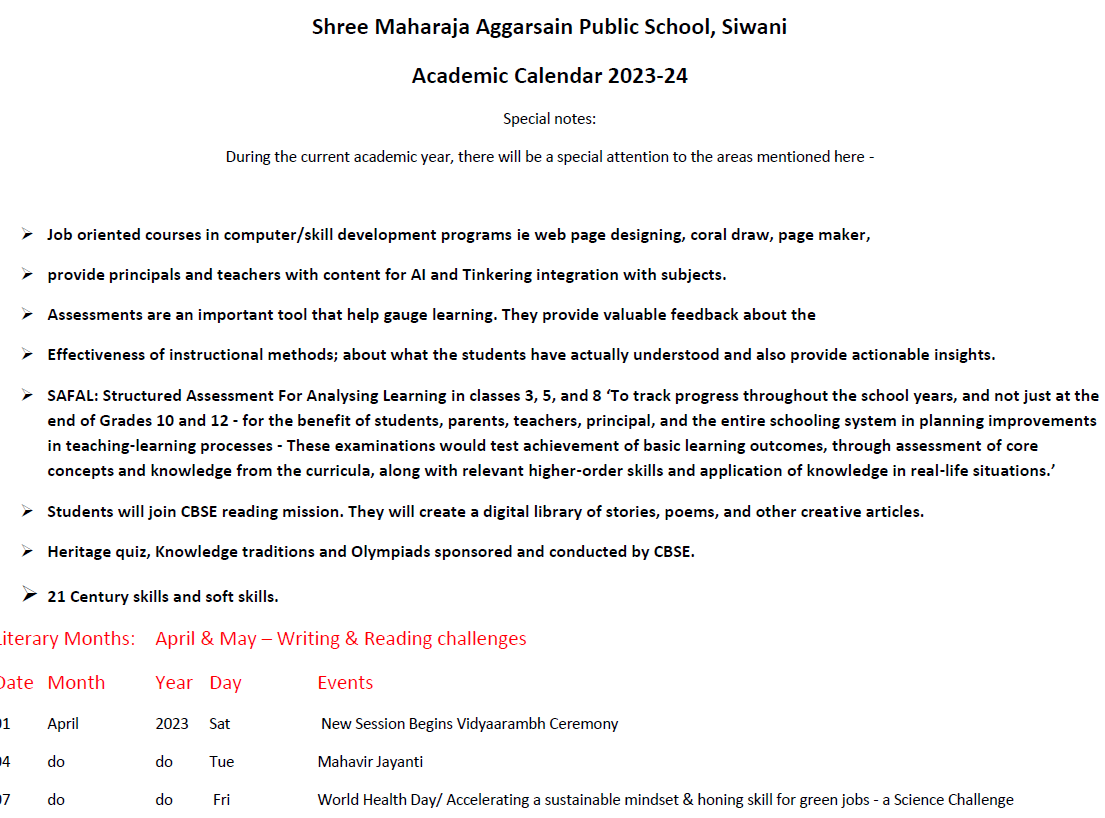 Shree Maharaja Aggarsain Public School, Siwani
Academic Calendar 2023-24
Special notes:
During the current academic year, there will be a special attention to the areas mentioned here -
➢ Job oriented courses in computer/skill development programs ie web page designing, coral draw, page maker,
➢ provide principals and teachers with content for AI and Tinkering integration with subjects.
➢ Assessments are an important tool that help gauge learning. They provide valuable feedback about the
➢ Effectiveness of instructional methods; about what the students have actually understood and also provide actionable insights.
➢ SAFAL: Structured Assessment For Analysing Learning in classes 3, 5, and 8 ‘To track progress throughout the school years, and not just at the
end of Grades 10 and 12 - for the benefit of students, parents, teachers, principal, and the entire schooling system in planning improvements
in teaching-learning processes - These examinations would test achievement of basic learning outcomes, through assessment of core
concepts and knowledge from the curricula, along with relevant higher-order skills and application of knowledge in real-life situations.’
➢ Students will join CBSE reading mission. They will create a digital library of stories, poems, and other creative articles.
➢ Heritage quiz, Knowledge traditions and Olympiads sponsored and conducted by CBSE.
➢ 21 Century skills and soft skills.
Literary Months: April & May – Writing & Reading challenges
Date Month Year Day Events
01 April 2023 Sat New Session Begins Vidyaarambh Ceremony
04 do do Tue Mahavir Jayanti
07 do do Fri World Health Day/ Accelerating a sustainable mindset & honing skill for green jobs - a Science Challenge